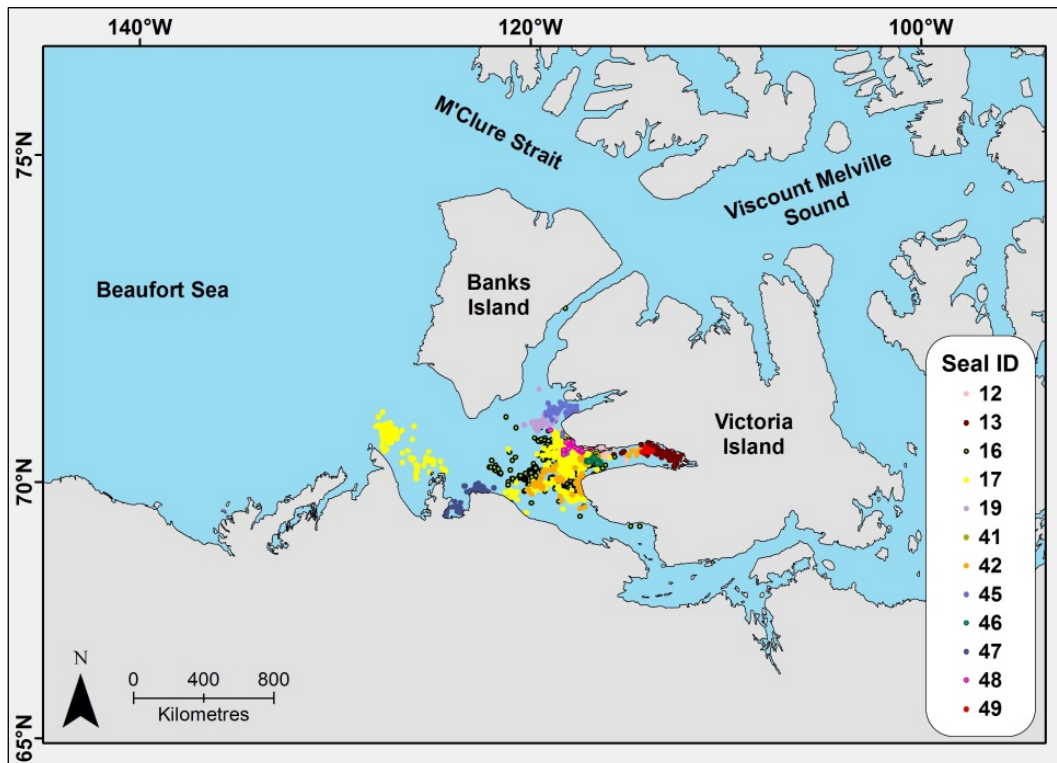 140°W
120°W
100°W
75°N
70°N
65°N
M'Clure Strait
Viscount Melville
Sound
Beaufort Sea
Banks
Island
Victoria
Island
Seal ID
12
13
16
17
19
41
42
45
46
47
48
49
N
0 400 800
Kilometres